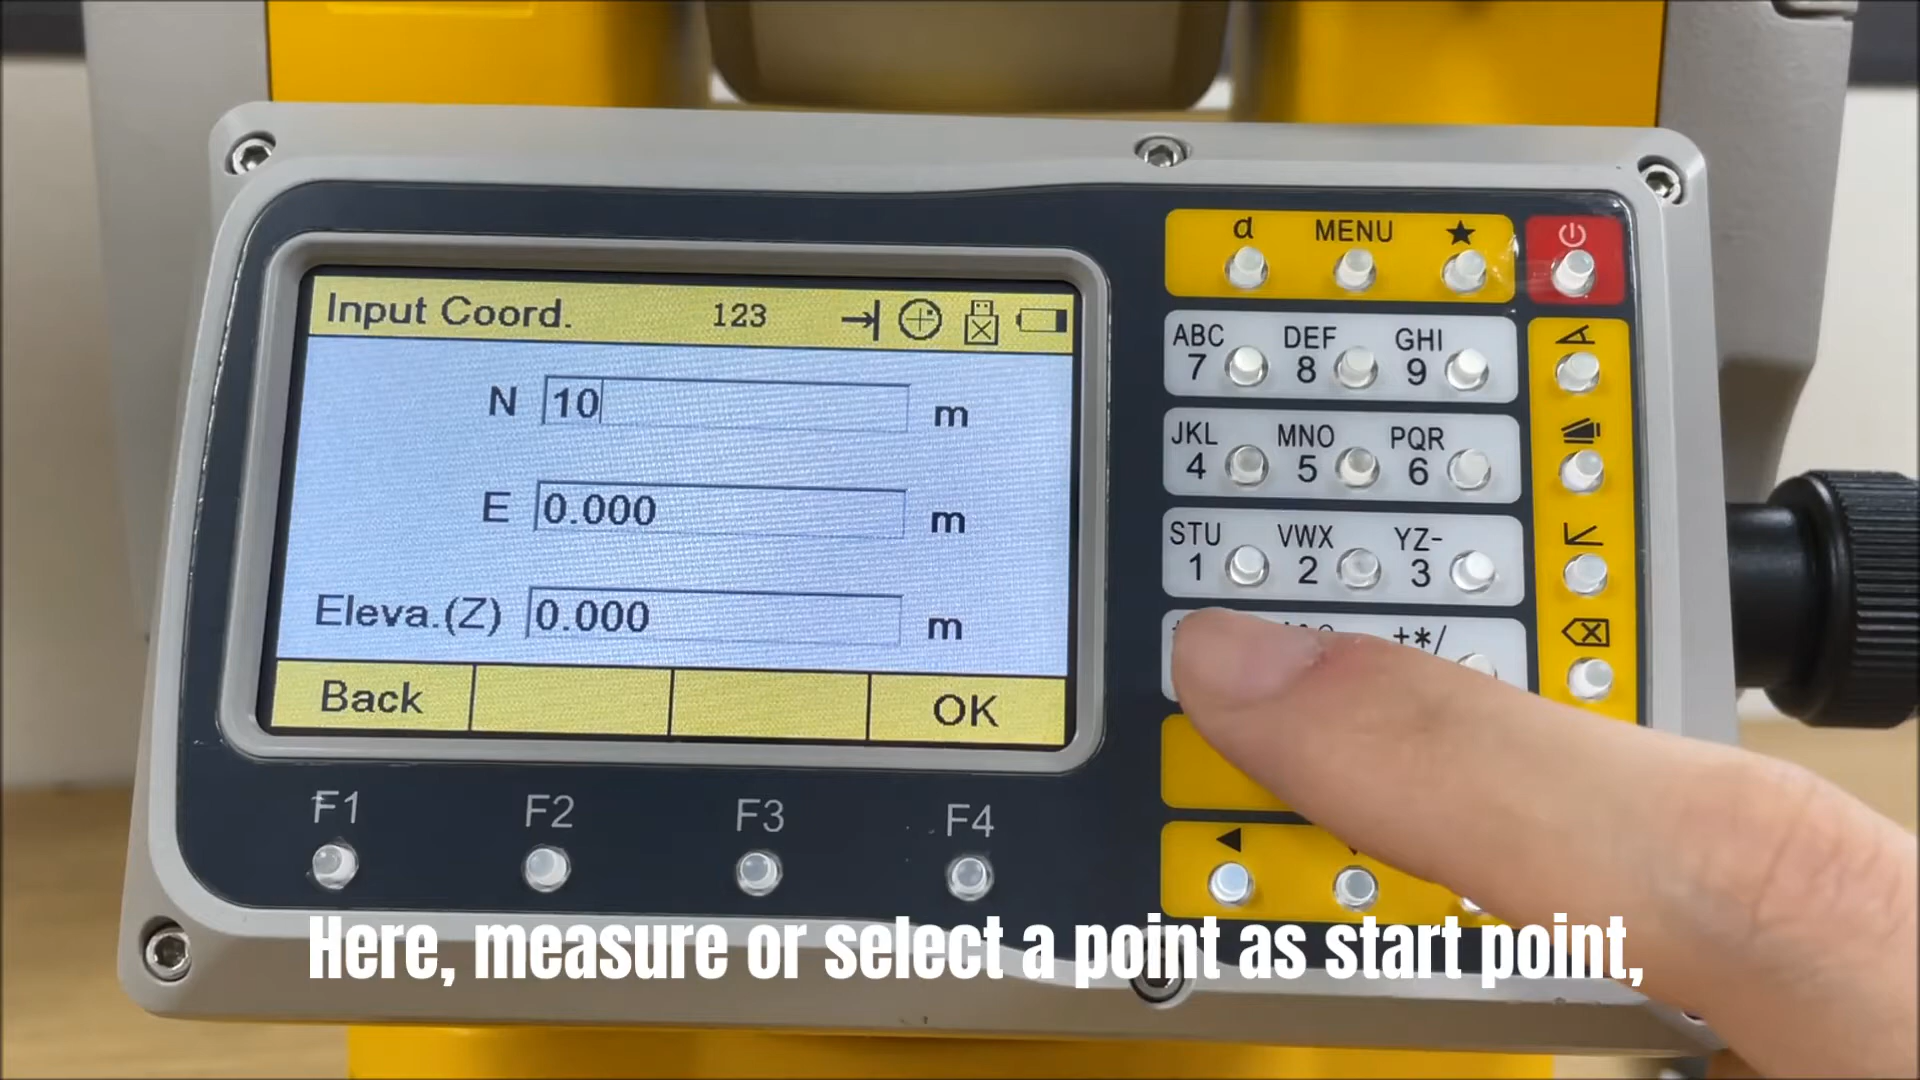 Input Coord. 123
N 10 m
E 0.000 m
Eleva.(Z) 0.000 m
Back OK
F1 F2 F3 F4
α MENU ★
ABC DEF GHI
7 8 9
JKL MNO PQR
4 5 6
STU VWX YZ-
1 2 3
+*/
Here, measure or select a point as start point,